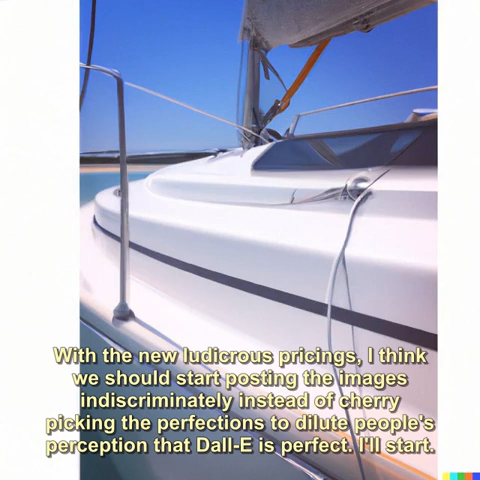 With the new ludicrous pricings, I think
we should start posting the images
indiscriminately instead of cherry
picking the perfections to dilute people's
perception that Dall-E is perfect. I'll start.